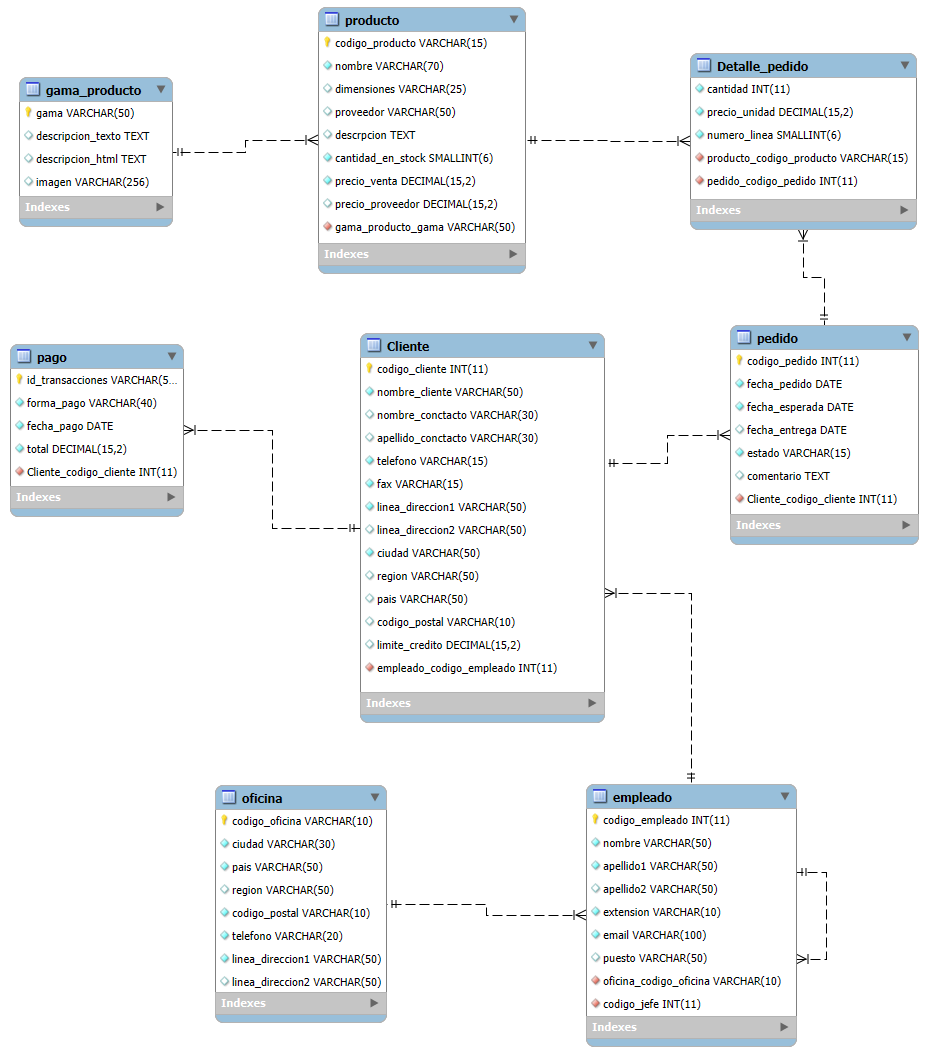 gama_producto
gama VARCHAR(50)
descripcion_texto TEXT
descripcion_html TEXT
imagen VARCHAR(256)
Indexes
producto
codigo_producto VARCHAR(15)
nombre VARCHAR(70)
dimensiones VARCHAR(25)
proveedor VARCHAR(50)
descrpcion TEXT
cantidad_en_stock SMALLINT(6)
precio_venta DECIMAL(15,2)
precio_proveedor DECIMAL(15,2)
gama_producto_gama VARCHAR(50)
Indexes
Detalle_pedido
cantidad INT(11)
precio_unidad DECIMAL(15,2)
numero_linea SMALLINT(6)
producto_codigo_producto VARCHAR(15)
pedido_codigo_pedido INT(11)
Indexes
pago
id_transacciones VARCHAR(5...
forma_pago VARCHAR(40)
fecha_pago DATE
total DECIMAL(15,2)
Cliente_codigo_cliente INT(11)
Indexes
Cliente
codigo_cliente INT(11)
nombre_cliente VARCHAR(50)
nombre_conctacto VARCHAR(30)
apellido_conctacto VARCHAR(30)
telefono VARCHAR(15)
fax VARCHAR(15)
linea_direccion1 VARCHAR(50)
linea_direccion2 VARCHAR(50)
ciudad VARCHAR(50)
region VARCHAR(50)
pais VARCHAR(50)
codigo_postal VARCHAR(10)
limite_credito DECIMAL(15,2)
empleado_codigo_empleado INT(11)
Indexes
pedido
codigo_pedido INT(11)
fecha_pedido DATE
fecha_esperada DATE
fecha_entrega DATE
estado VARCHAR(15)
comentario TEXT
Cliente_codigo_cliente INT(11)
Indexes
oficina
codigo_oficina VARCHAR(10)
ciudad VARCHAR(30)
pais VARCHAR(50)
region VARCHAR(50)
codigo_postal VARCHAR(10)
telefono VARCHAR(20)
linea_direccion1 VARCHAR(50)
linea_direccion2 VARCHAR(50)
Indexes
empleado
codigo_empleado INT(11)
nombre VARCHAR(50)
apellido1 VARCHAR(50)
apellido2 VARCHAR(50)
extension VARCHAR(10)
email VARCHAR(100)
puesto VARCHAR(50)
oficina_codigo_oficina VARCHAR(10)
codigo_jefe INT(11)
Indexes